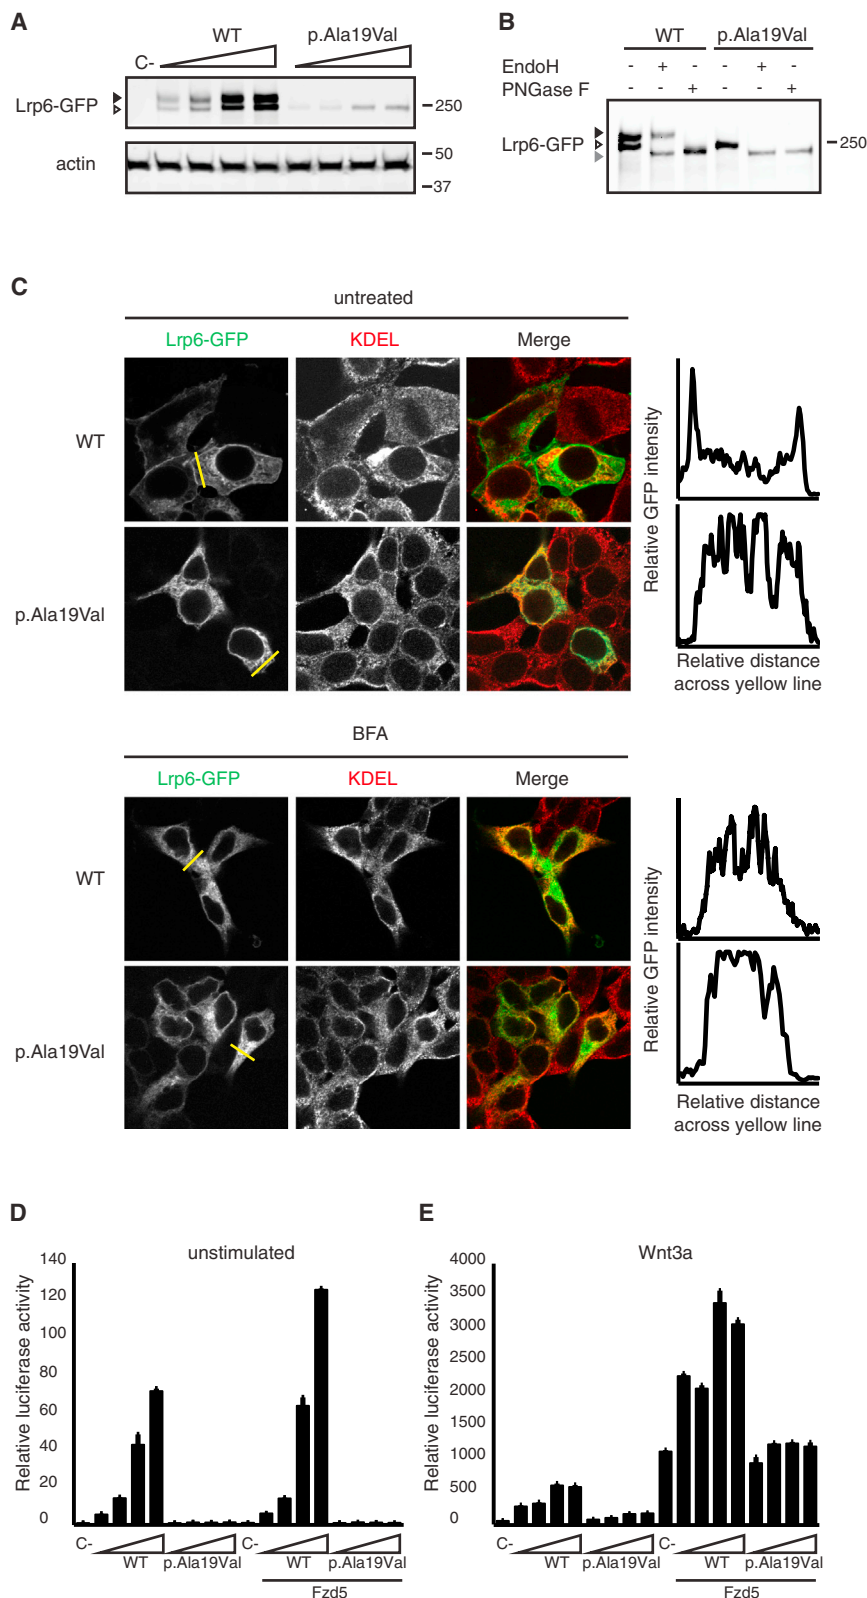 A
WT
p.Ala19Val
C-
Lrp6-GFP
250
actin
50
37
B
WT
p.Ala19Val
EndoH
- + - - + -
PNGase F
- - + - - +
Lrp6-GFP
250
C
untreated
Lrp6-GFP
KDEL
Merge
WT
p.Ala19Val
Relative GFP intensity
Relative distance
across yellow line
BFA
Lrp6-GFP
KDEL
Merge
WT
p.Ala19Val
Relative GFP intensity
Relative distance
across yellow line
D
unstimulated
Relative luciferase activity
140
120
100
80
60
40
20
0
C-
WT
p.Ala19Val
C-
WT
p.Ala19Val
Fzd5
E
Wnt3a
Relative luciferase activity
4000
3500
3000
2500
2000
1500
1000
500
0
C-
WT
p.Ala19Val
C-
WT
p.Ala19Val
Fzd5